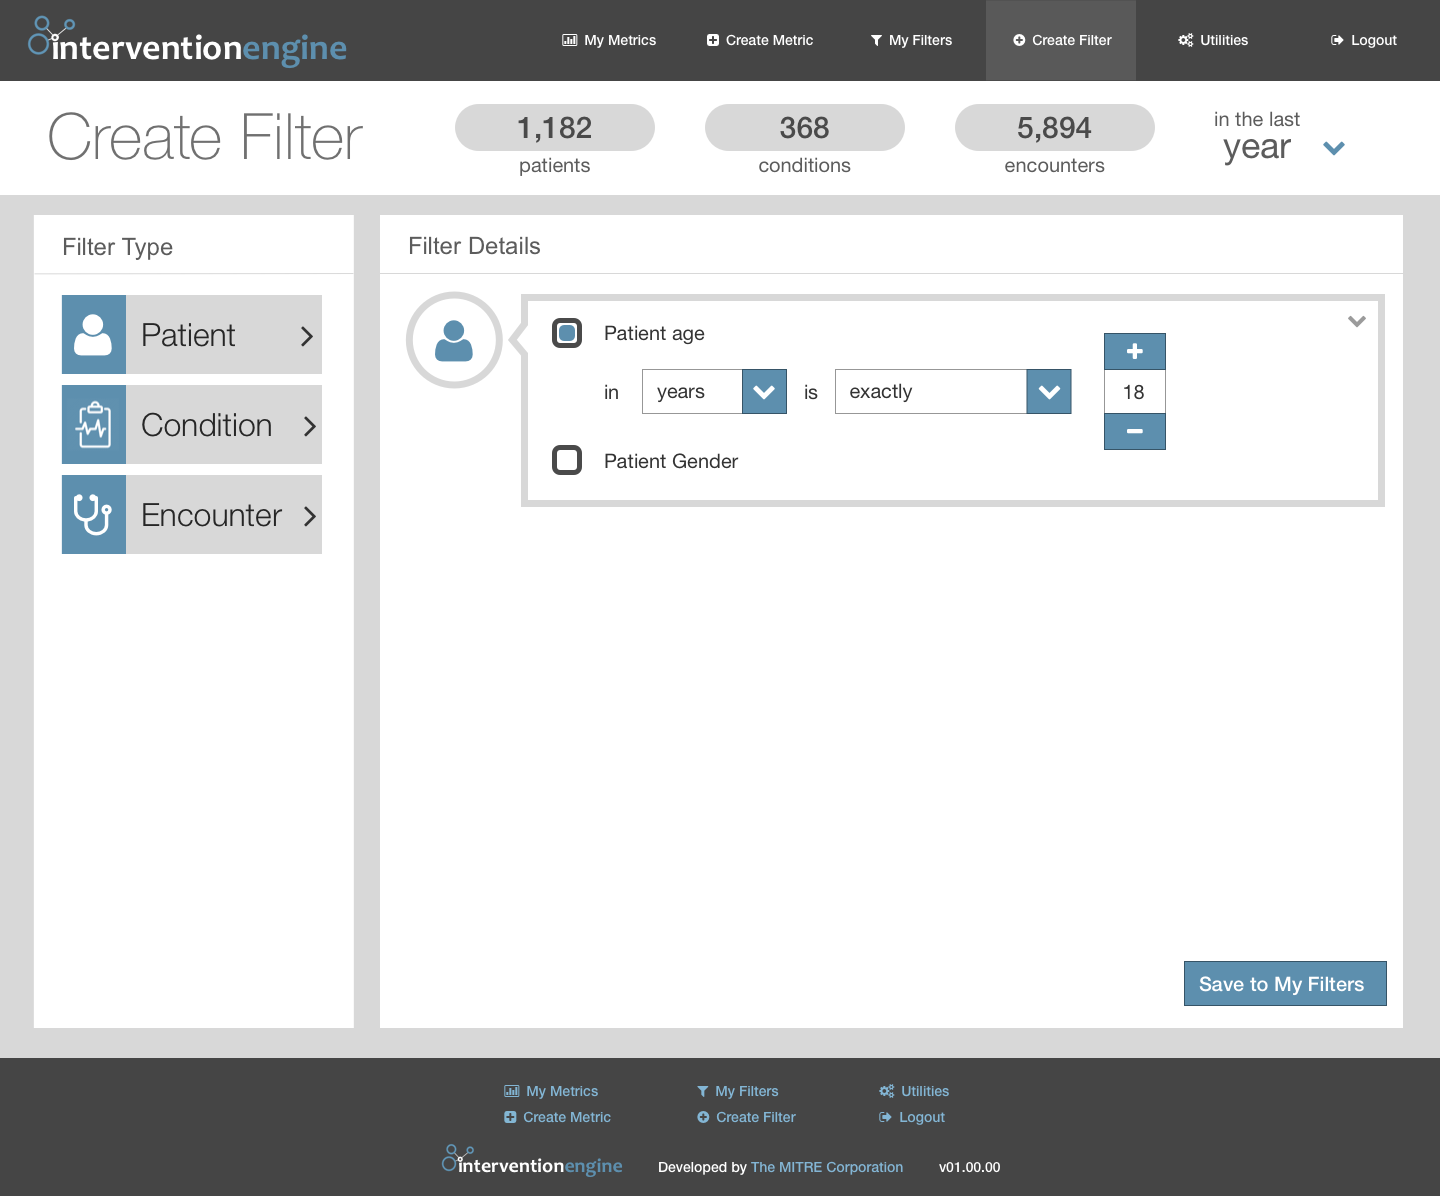 interventionengine
My Metrics
Create Metric
My Filters
Create Filter
Utilities
Logout
Create Filter
1,182
patients
368
conditions
5,894
encounters
in the last
year
Filter Type
Patient
Condition
Encounter
Filter Details
Patient age
in years is exactly 18
Patient Gender
Save to My Filters
My Metrics
My Filters
Utilities
Create Metric
Create Filter
Logout
interventionengine
Developed by The MITRE Corporation
v01.00.00